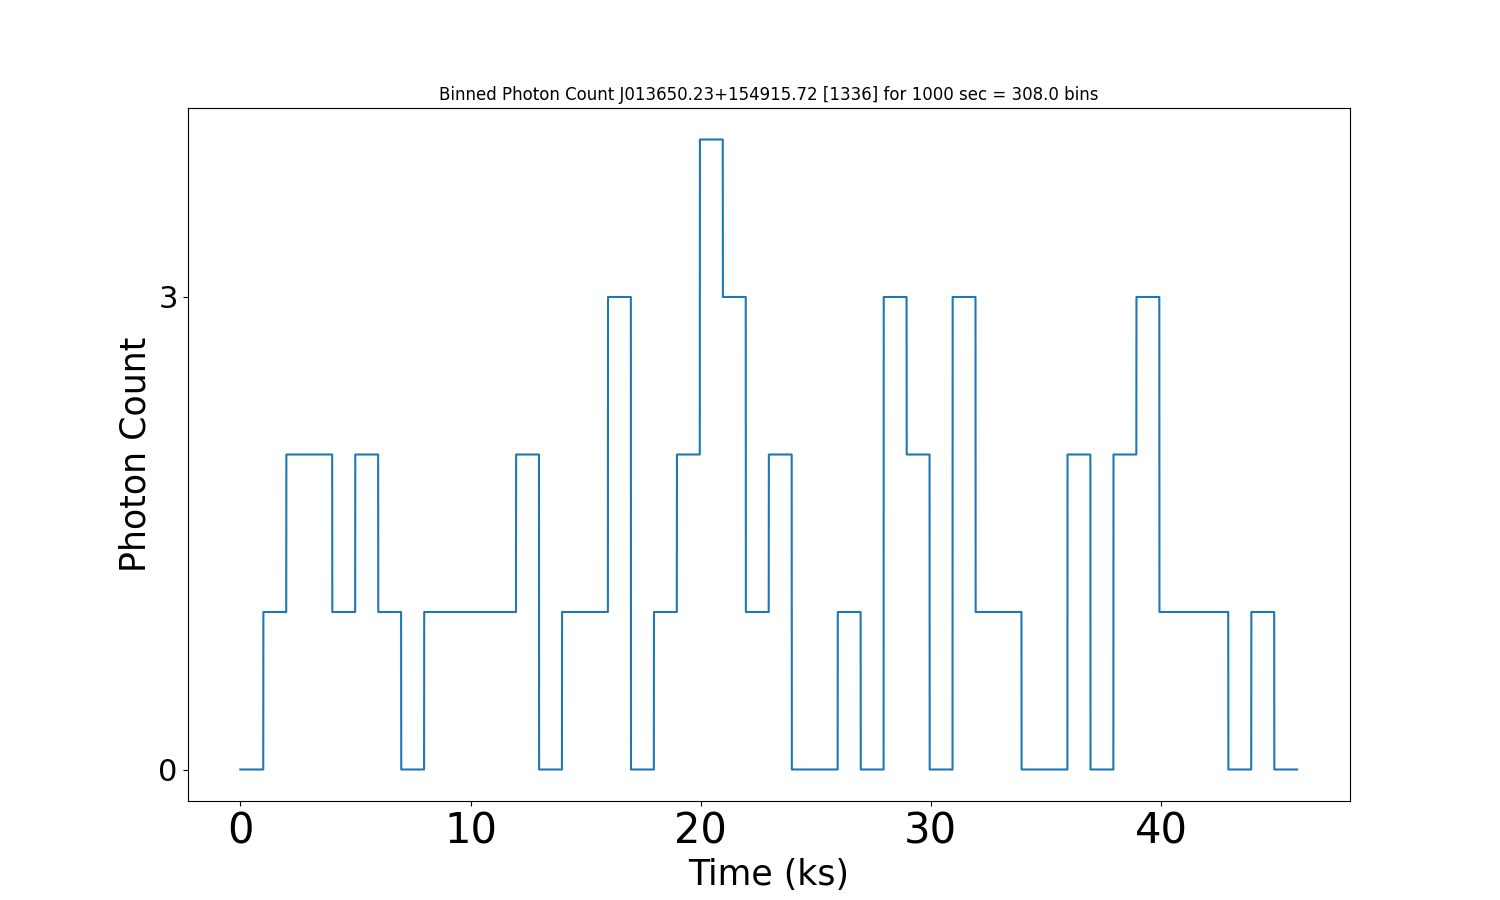 Binned Photon Count J013650.23+154915.72 [1336] for 1000 sec = 308.0 bins
3
Photon Count
0
0 10 20 30 40
Time (ks)